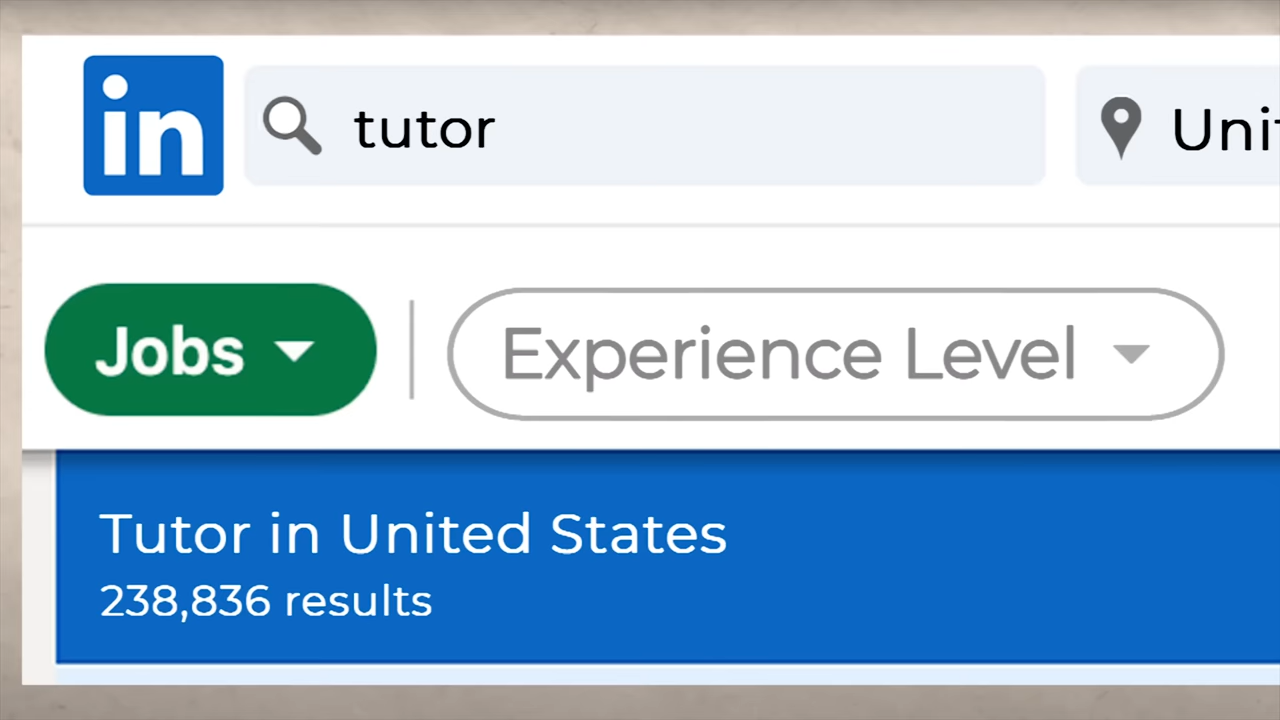 in
tutor
Unit
Jobs
Experience Level
Tutor in United States
238,836 results